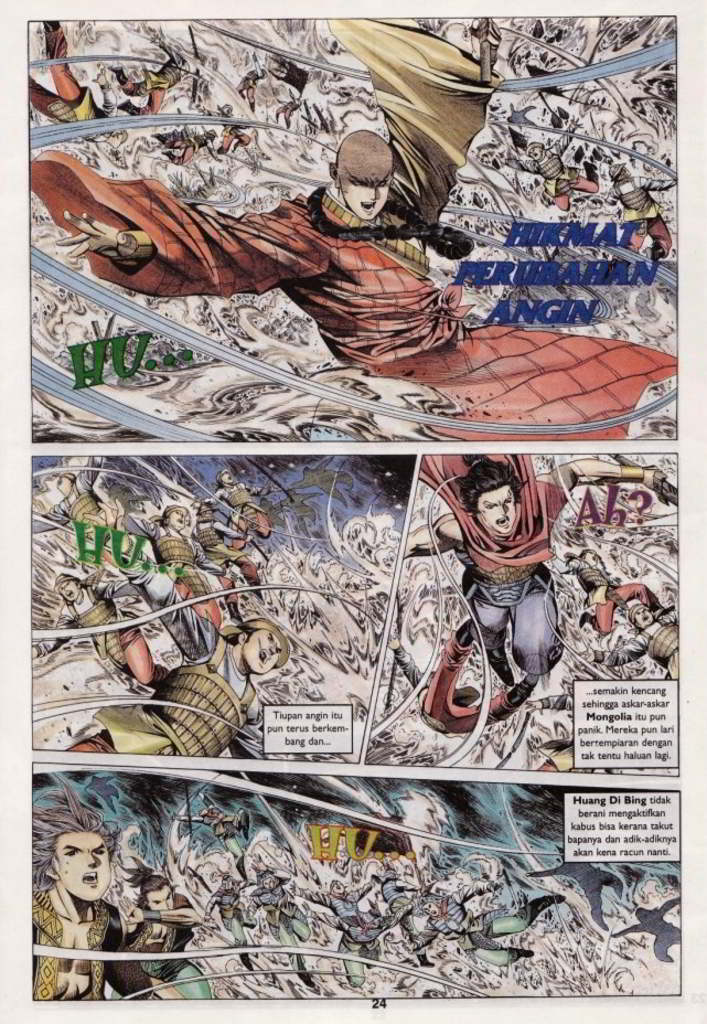 HIKMAT
PERUBAHAN
ANGIN
HU...
HU...
Tiupan angin itu
pun terus berkem-
bang dan...
Ah?
...semakin kencang
sehingga askar-askar
Mongolia itu pun
panik. Mereka pun lari
bertempiaran dengan
tak tentu haluan lagi.
HU...
Huang Di Bing tidak
berani mengaktifkan
kabus bisa kerana takut
bapanya dan adik-adiknya
akan kena racun nanti.
24